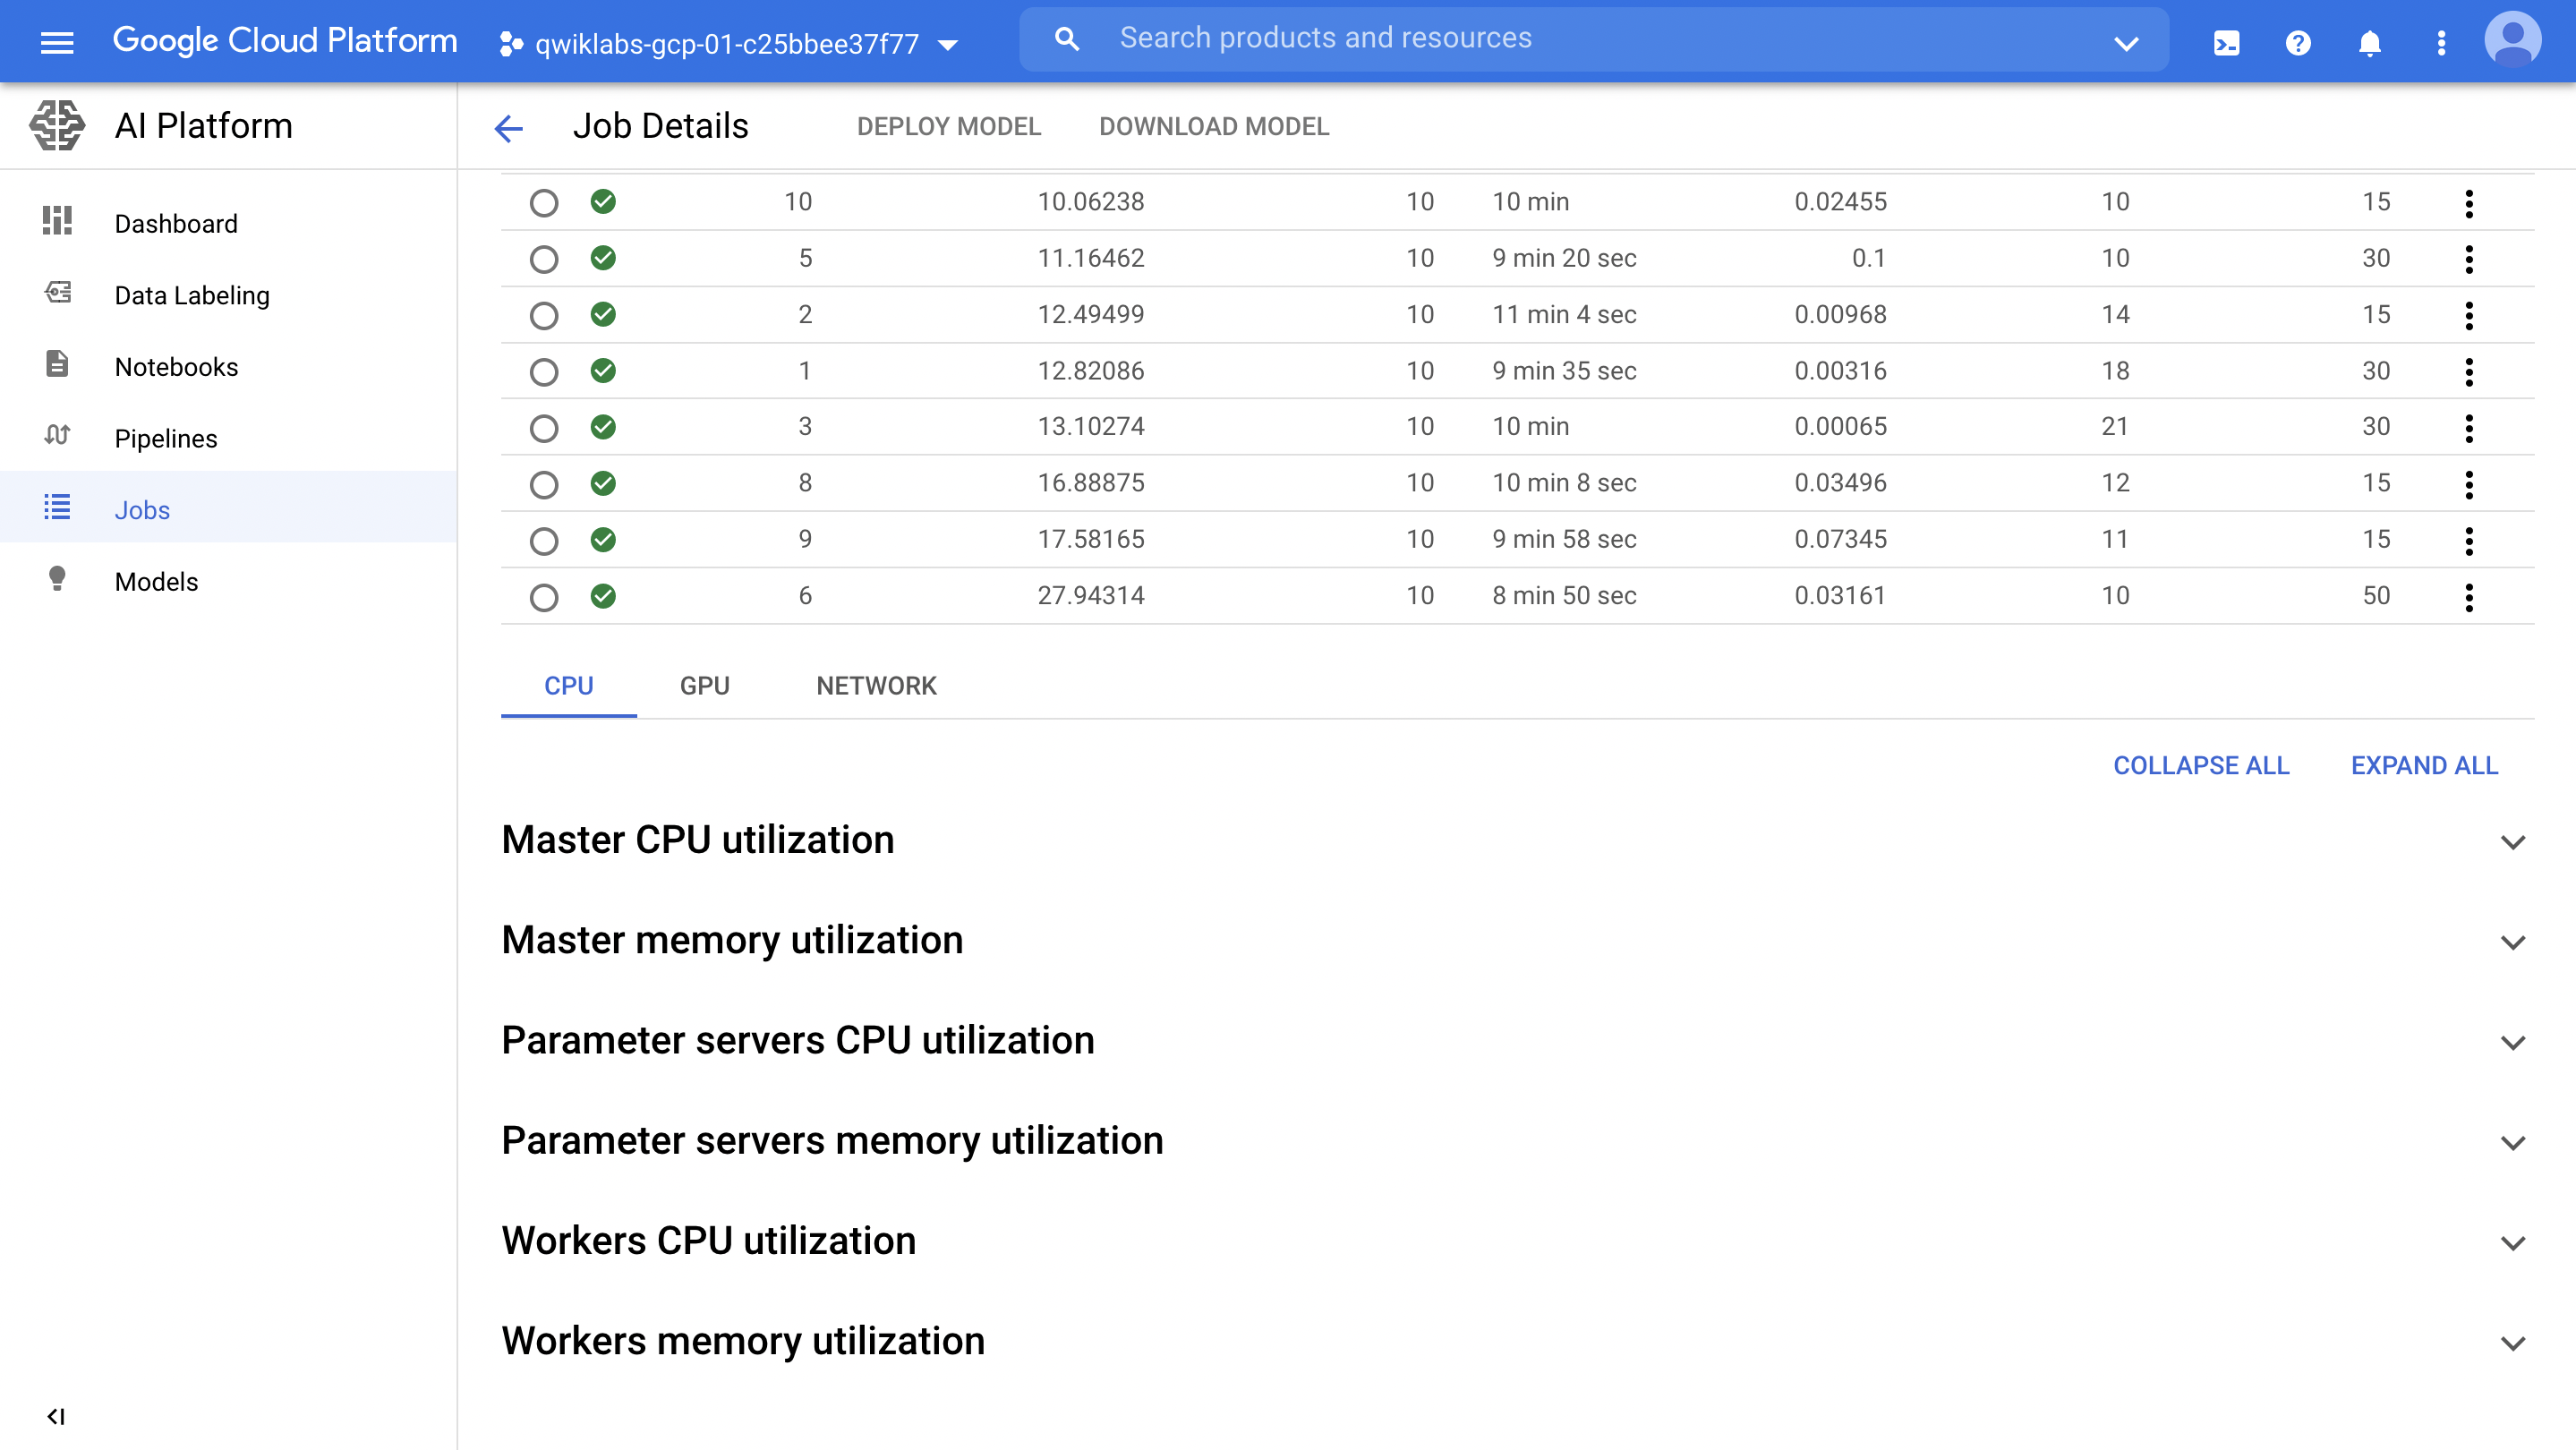 Google Cloud Platform qwiklabs-gcp-01-c25bbee37f77 Search products and resources
AI Platform
Job Details DEPLOY MODEL DOWNLOAD MODEL
Dashboard
Data Labeling
Notebooks
Pipelines
Jobs
Models
10 10.06238 10 10 min 0.02455 10 15
5 11.16462 10 9 min 20 sec 0.1 10 30
2 12.49499 10 11 min 4 sec 0.00968 14 15
1 12.82086 10 9 min 35 sec 0.00316 18 30
3 13.10274 10 10 min 0.00065 21 30
8 16.88875 10 10 min 8 sec 0.03496 12 15
9 17.58165 10 9 min 58 sec 0.07345 11 15
6 27.94314 10 8 min 50 sec 0.03161 10 50
CPU GPU NETWORK
COLLAPSE ALL EXPAND ALL
Master CPU utilization
Master memory utilization
Parameter servers CPU utilization
Parameter servers memory utilization
Workers CPU utilization
Workers memory utilization